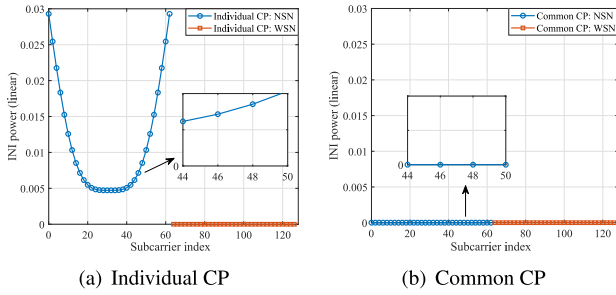 0.03
0.025
0.02
0.015
0.01
0.005
0
INI power (linear)
0 20 40 60 80 100 120
Subcarrier index
Individual CP: NSN
Individual CP: WSN
0
44 46 48 50
(a) Individual CP
0.03
0.025
0.02
0.015
0.01
0.005
0
INI power (linear)
0 20 40 60 80 100 120
Subcarrier index
Common CP: NSN
Common CP: WSN
0
44 46 48 50
(b) Common CP